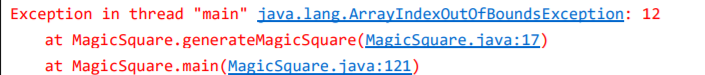 Exception in thread "main" java.lang.ArrayIndexOutOfBoundsException: 12
at MagicSquare.generateMagicSquare(MagicSquare.java:17)
at MagicSquare.main(MagicSquare.java:121)